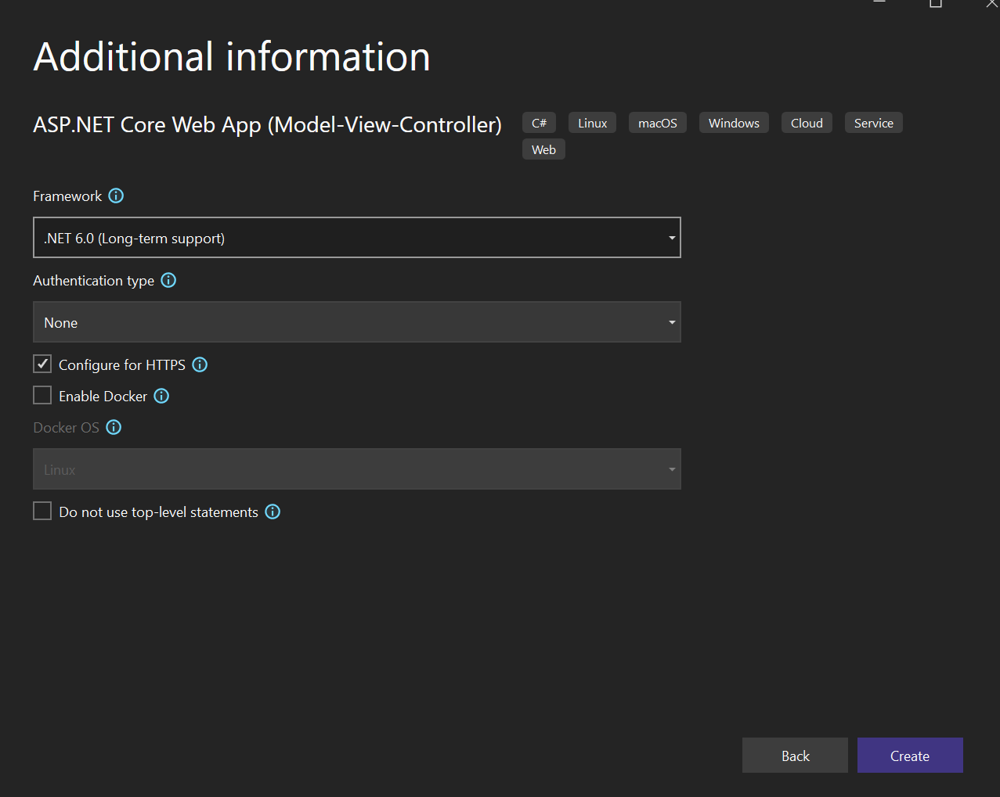 Additional information
ASP.NET Core Web App (Model-View-Controller)
C# Linux macOS Windows Cloud Service
Web
Framework
.NET 6.0 (Long-term support)
Authentication type
None
Configure for HTTPS
Enable Docker
Docker OS
Linux
Do not use top-level statements
Back Create